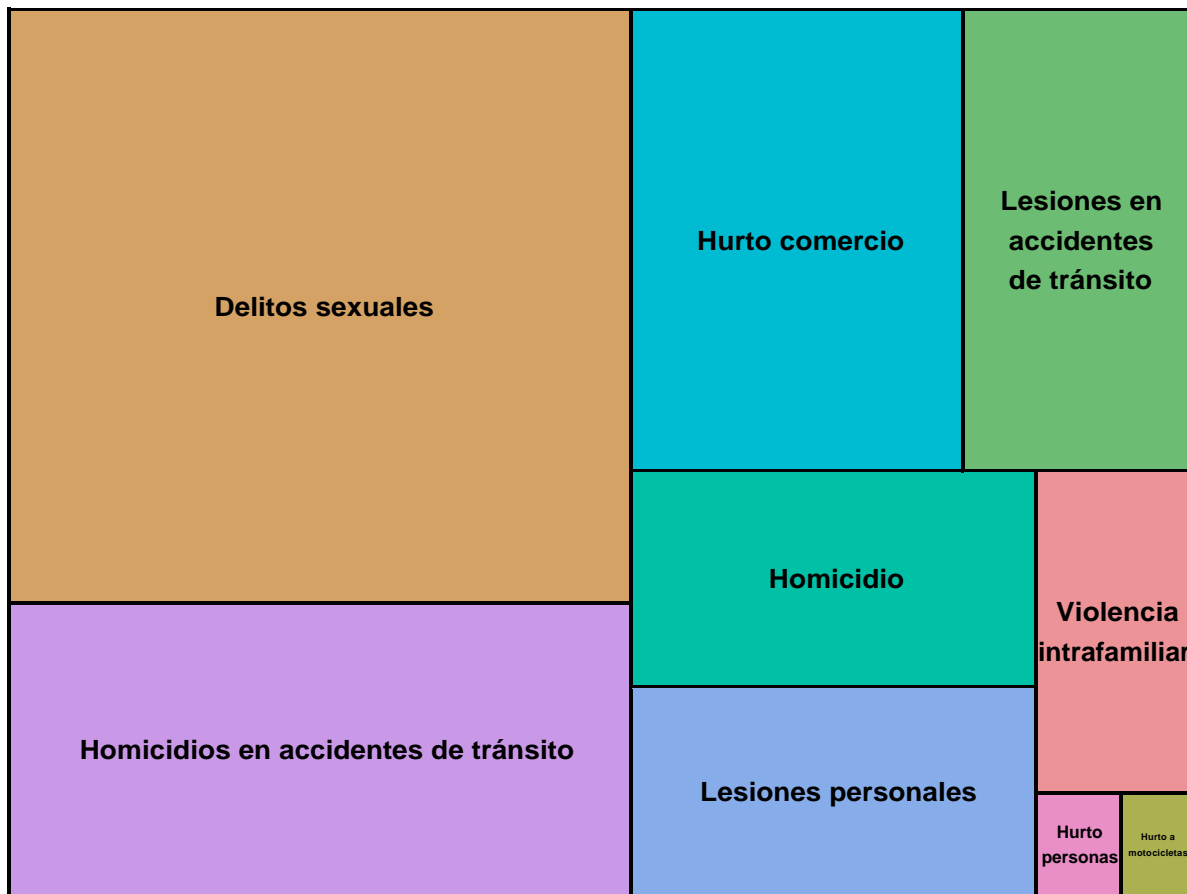 Delitos sexuales
Hurto comercio
Lesiones en
accidentes
de tránsito
Homicidio
Violencia
intrafamiliar
Homicidios en accidentes de tránsito
Lesiones personales
Hurto
personas
Hurto a
motocicletas